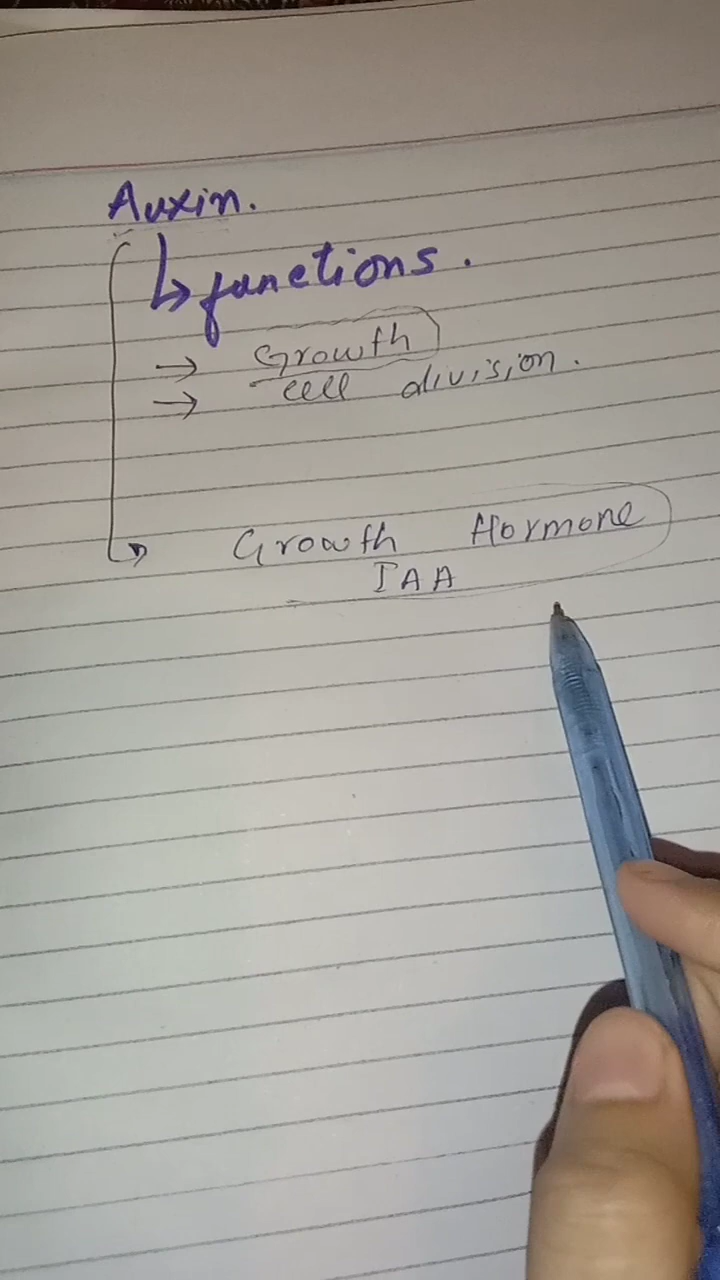 Auxin.
↳ functions.
→ Growth
→ cell division.
Growth Hormone
IAA